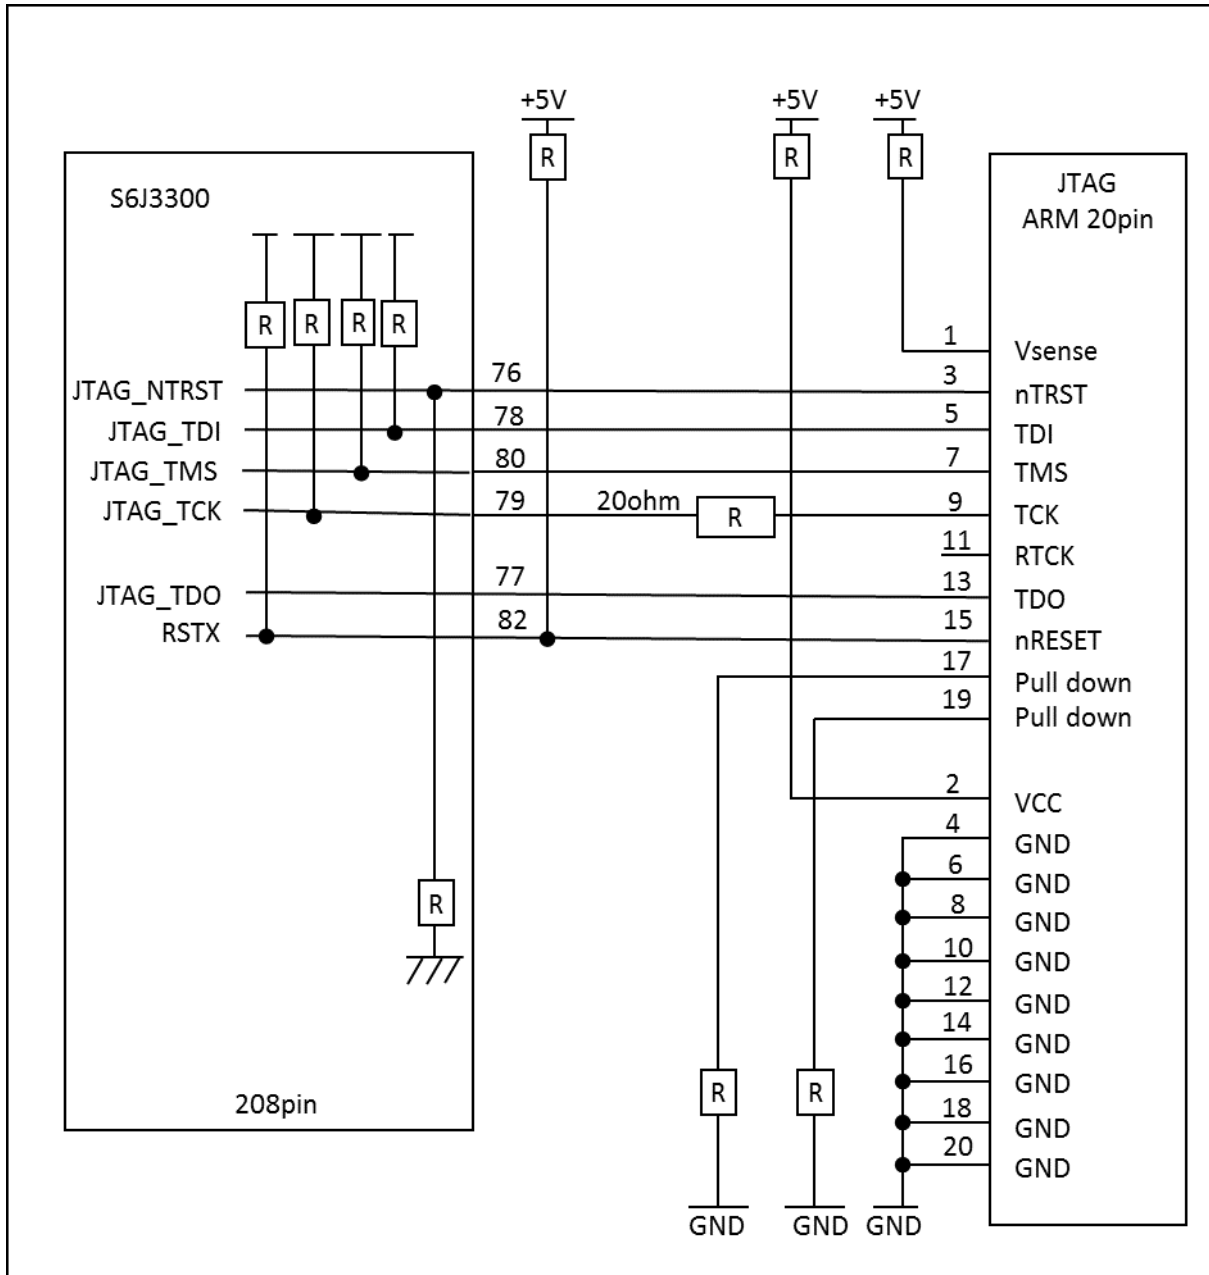 +5V +5V +5V
R R R
S6J3300
JTAG
ARM 20pin
R R R R
1 Vsense
JTAG_NTRST 76 3 nTRST
JTAG_TDI 78 5 TDI
JTAG_TMS 80 7 TMS
JTAG_TCK 79 20ohm R 9 TCK
11 RTCK
JTAG_TDO 77 13 TDO
RSTX 82 15 nRESET
17 Pull down
19 Pull down
2 VCC
4 GND
6 GND
R
8 GND
10 GND
12 GND
14 GND
16 GND
R R
208pin
18 GND
20 GND
GND GND GND